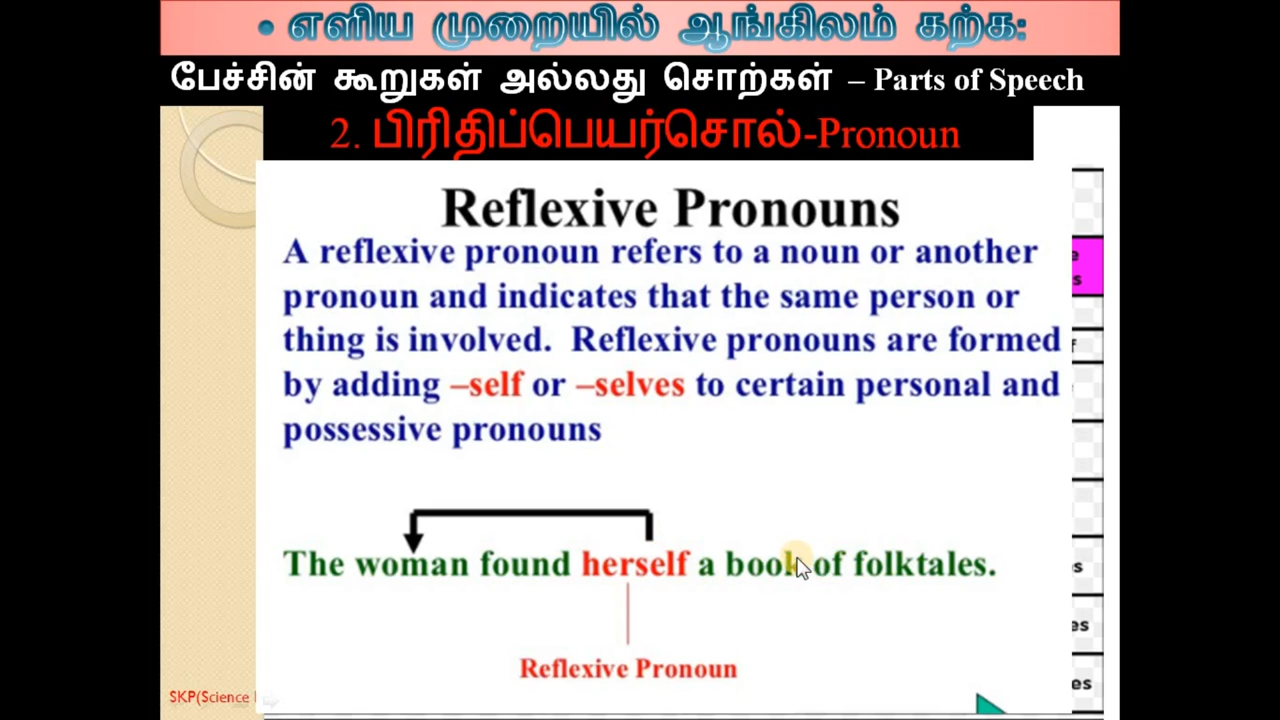 • எளிய முறையில் ஆங்கிலம் கற்க:
பேச்சின் கூறுகள் அல்லது சொற்கள் – Parts of Speech
2. பிரிதிப்பெயர்சொல்-Pronoun
Reflexive Pronouns
A reflexive pronoun refers to a noun or another
pronoun and indicates that the same person or
thing is involved. Reflexive pronouns are formed
by adding –self or –selves to certain personal and
possessive pronouns
The woman found herself a book of folktales.
Reflexive Pronoun
SKP(Science